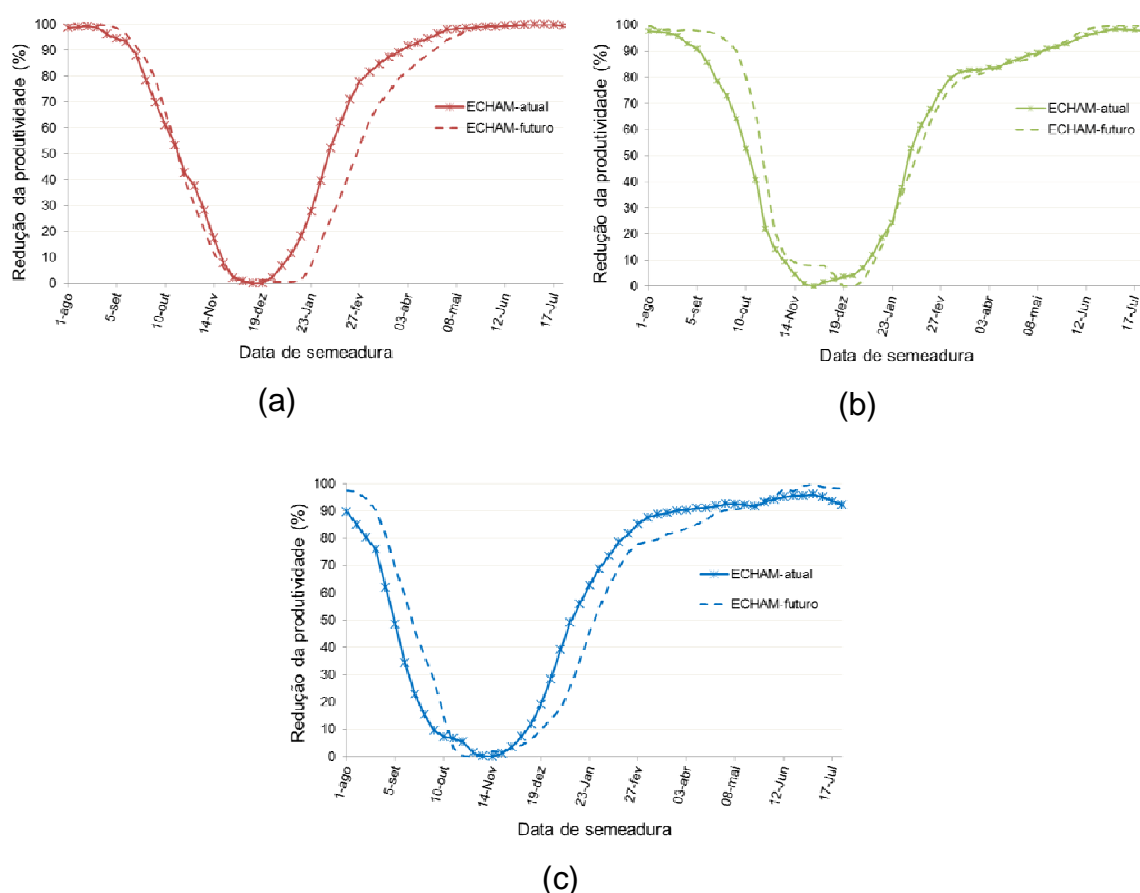 Redução da produtividade (%)
100
90
80
70
60
50
40
30
20
10
0
ECHAM-atual
ECHAM-futuro
1-ago
5-set
10-out
14-Nov
19-dez
23-Jan
27-fev
03-abr
08-mai
12-Jun
17-Jul
Data de semeadura
(a)
Redução da produtividade (%)
100
90
80
70
60
50
40
30
20
10
0
ECHAM-atual
ECHAM-futuro
1-ago
5-set
10-out
14-Nov
19-dez
23-Jan
27-fev
03-abr
08-mai
12-Jun
17-Jul
Data de semeadura
(b)
Redução da produtividade (%)
100
90
80
70
60
50
40
30
20
10
0
ECHAM-atual
ECHAM-futuro
1-ago
5-set
10-out
14-Nov
19-dez
23-Jan
27-fev
03-abr
08-mai
12-Jun
17-Jul
Data de semeadura
(c)